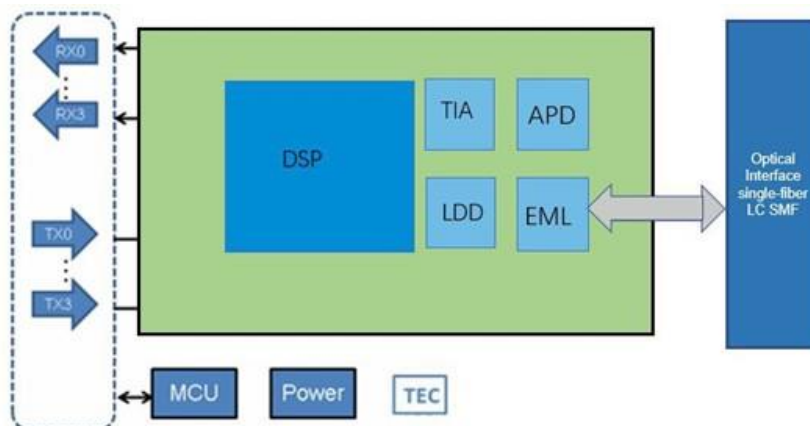 RX0
RX3
TX0
TX3
DSP
TIA
APD
LDD
EML
Optical
Interface
single-fiber
LC SMF
MCU
Power
TEC